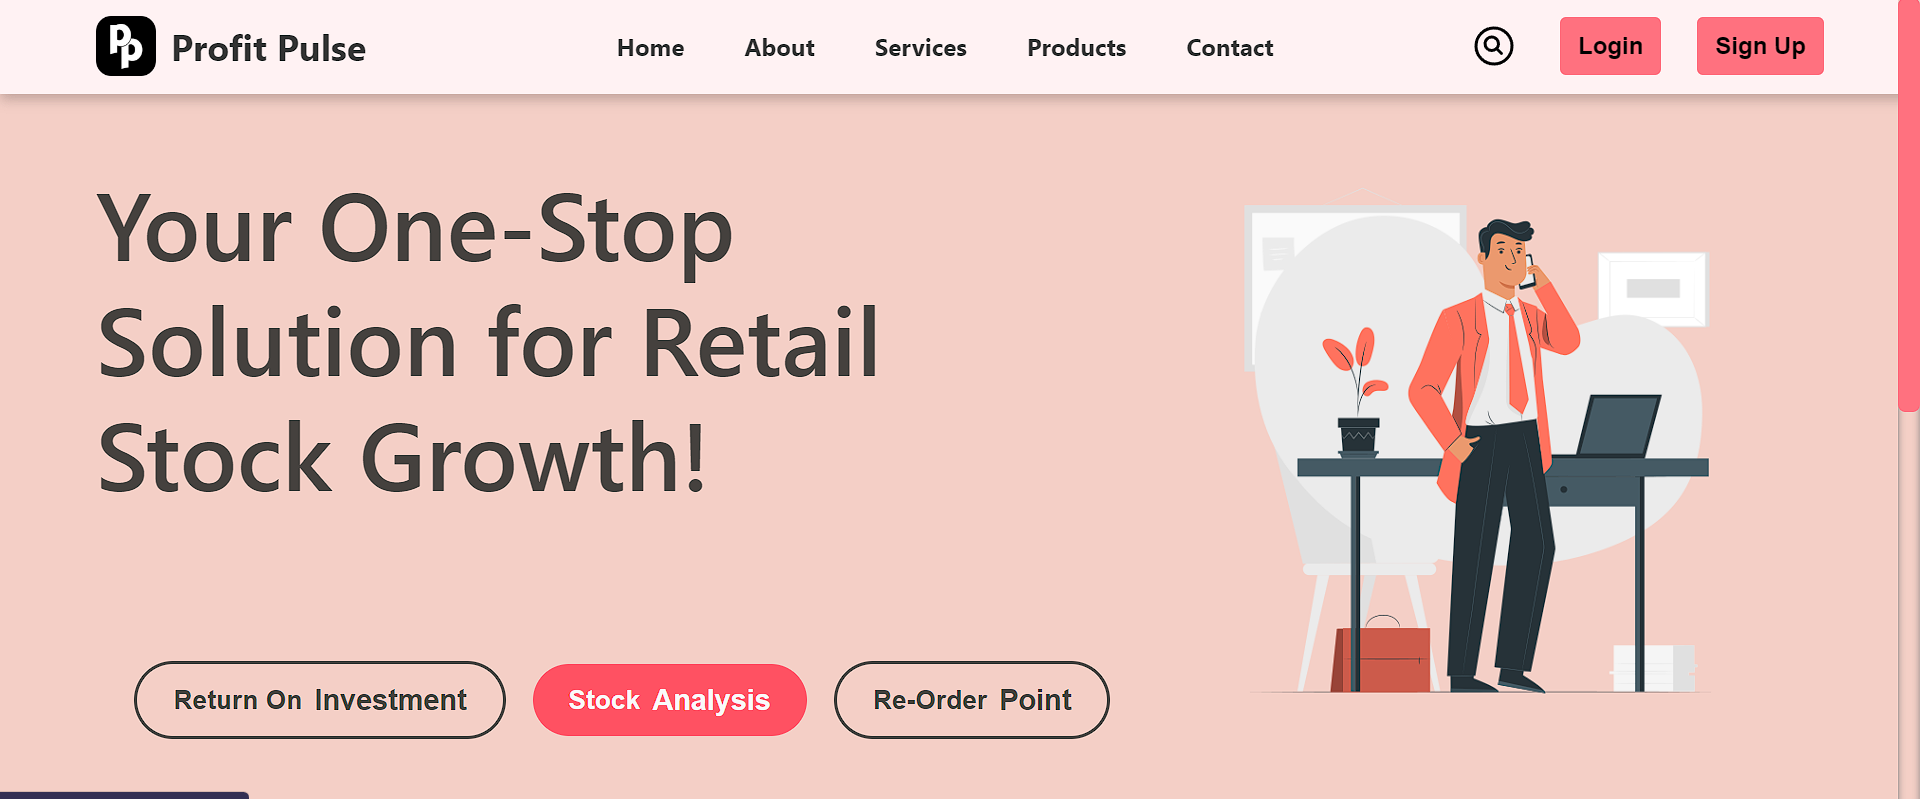 Profit Pulse
Home About Services Products Contact
Login Sign Up
Your One-Stop
Solution for Retail
Stock Growth!
Return On Investment Stock Analysis Re-Order Point